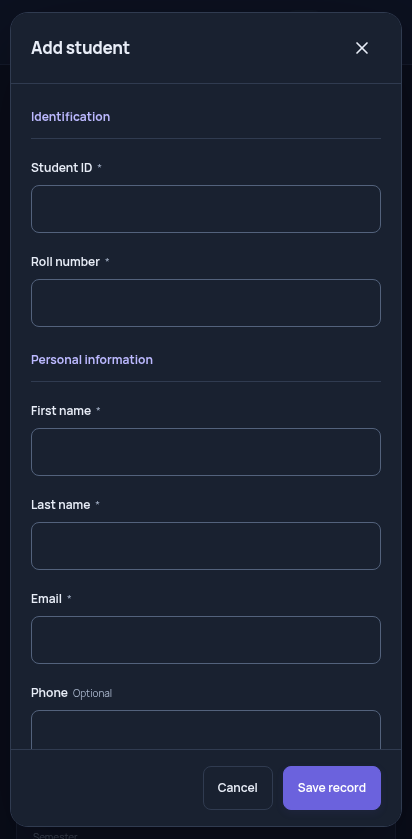 Add student
Identification
Student ID *
Roll number *
Personal information
First name *
Last name *
Email *
Phone Optional
Cancel
Save record
Semester